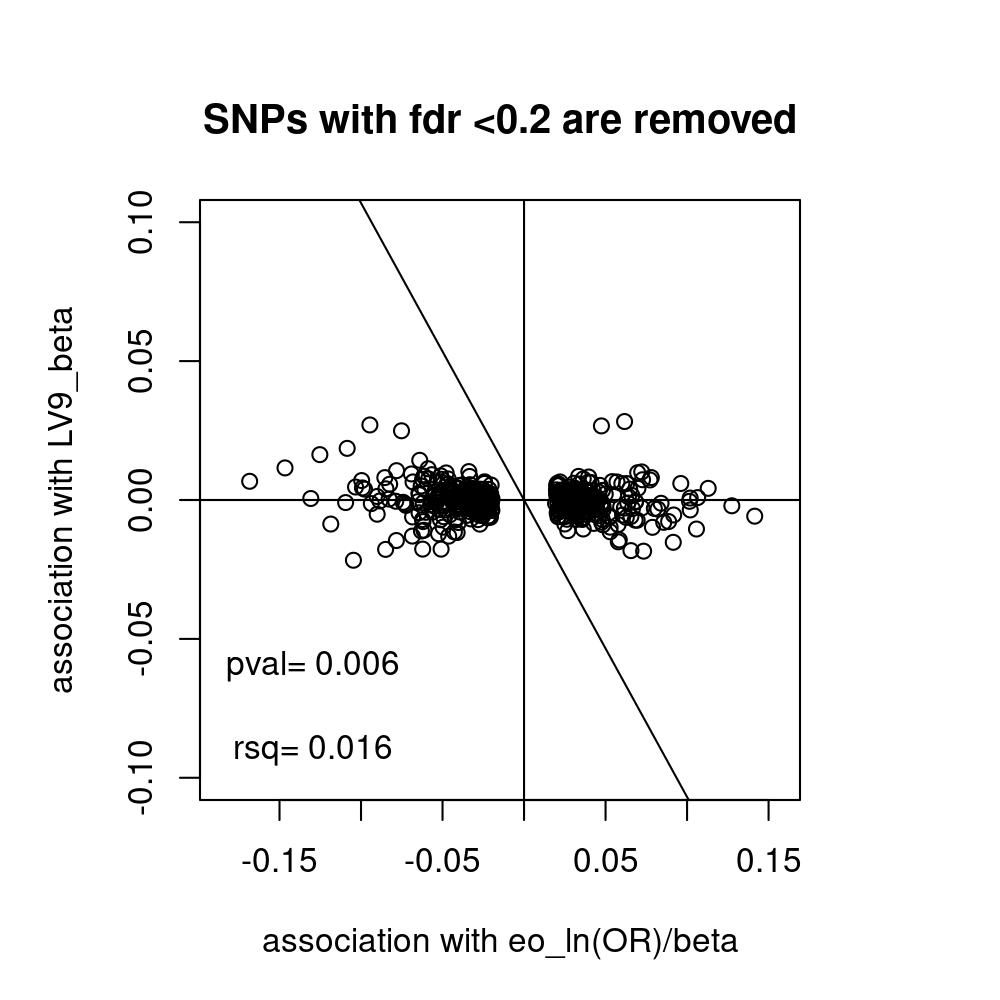 SNPs with fdr <0.2 are removed
0.10
0.05
0.00
-0.05
-0.10
association with LV9_beta
pval= 0.006
rsq= 0.016
-0.15 -0.05 0.05 0.15
association with eo_ln(OR)/beta